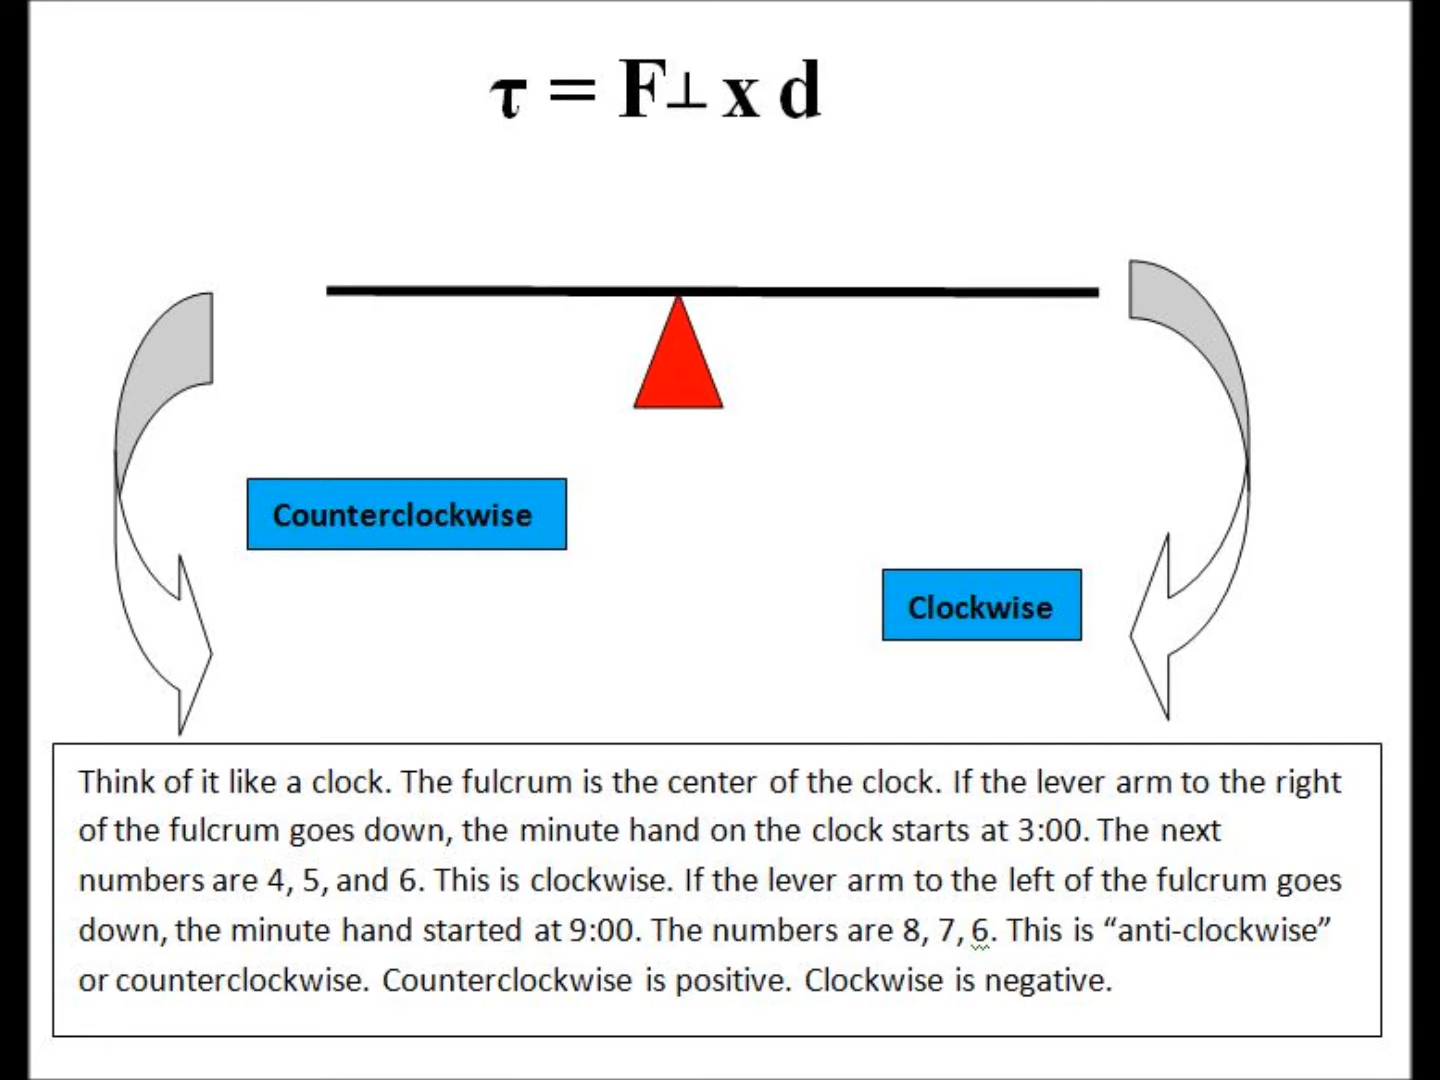 τ = F⊥ x d
Counterclockwise
Clockwise
Think of it like a clock. The fulcrum is the center of the clock. If the lever arm to the right
of the fulcrum goes down, the minute hand on the clock starts at 3:00. The next
numbers are 4, 5, and 6. This is clockwise. If the lever arm to the left of the fulcrum goes
down, the minute hand started at 9:00. The numbers are 8, 7, 6. This is “anti-clockwise”
or counterclockwise. Counterclockwise is positive. Clockwise is negative.